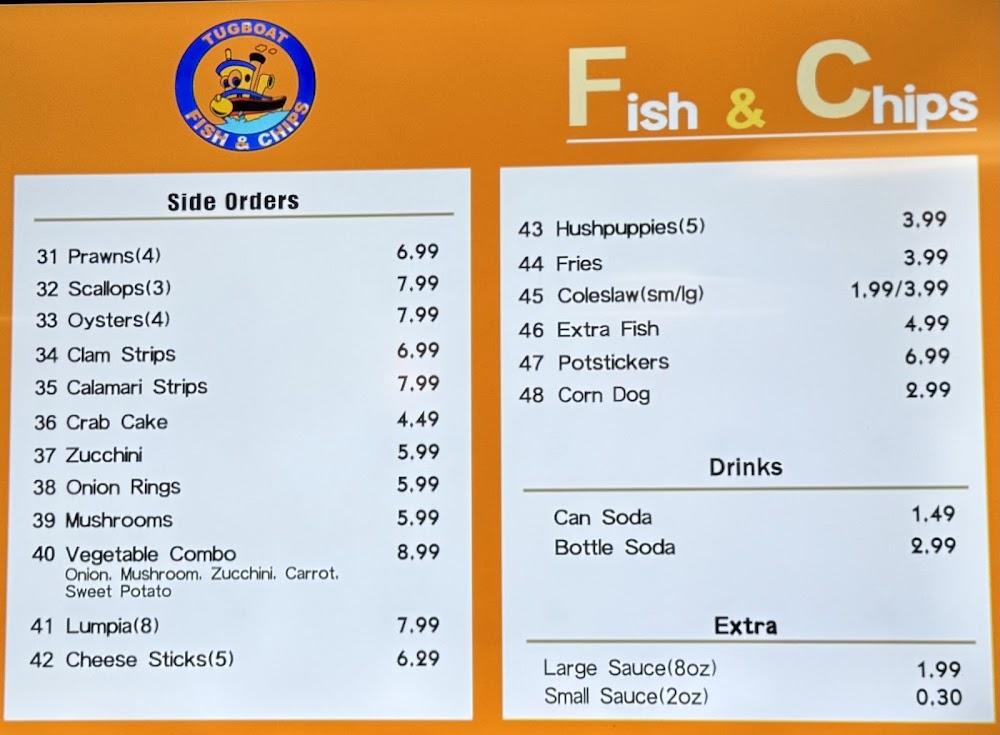 TUGBOAT
FISH & CHIPS
Fish & Chips
Side Orders
31 Prawns(4) 6.99
32 Scallops(3) 7.99
33 Oysters(4) 7.99
34 Clam Strips 6.99
35 Calamari Strips 7.99
36 Crab Cake 4.49
37 Zucchini 5.99
38 Onion Rings 5.99
39 Mushrooms 5.99
40 Vegetable Combo 8.99
Onion, Mushroom, Zucchini, Carrot,
Sweet Potato
41 Lumpia(8) 7.99
42 Cheese Sticks(5) 6.29
43 Hushpuppies(5) 3.99
44 Fries 3.99
45 Coleslaw(sm/lg) 1.99/3.99
46 Extra Fish 4.99
47 Potstickers 6.99
48 Corn Dog 2.99
Drinks
Can Soda 1.49
Bottle Soda 2.99
Extra
Large Sauce(8oz) 1.99
Small Sauce(2oz) 0.30